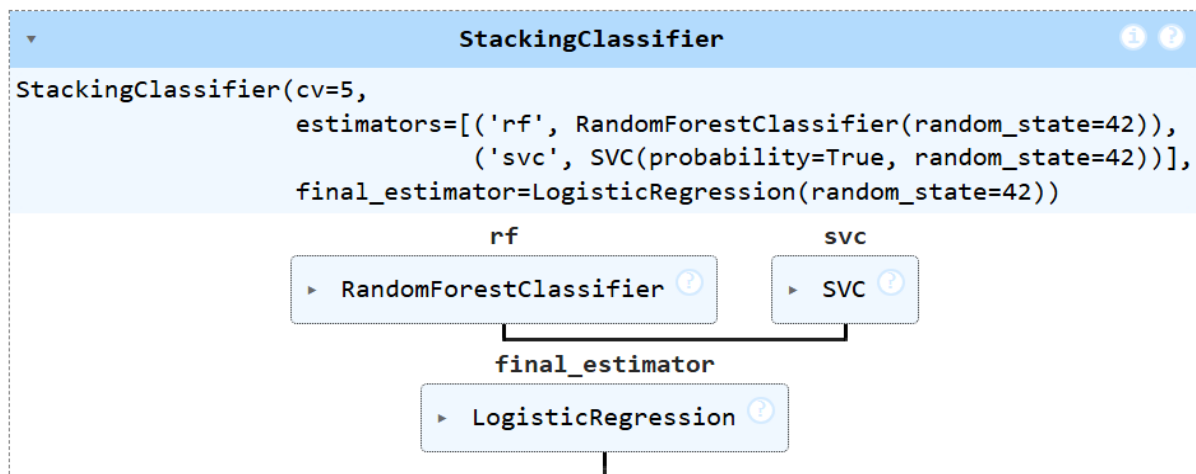 StackingClassifier
i ?
StackingClassifier(cv=5,
                   estimators=[('rf', RandomForestClassifier(random_state=42)),
                               ('svc', SVC(probability=True, random_state=42))],
                   final_estimator=LogisticRegression(random_state=42))
rf svc
RandomForestClassifier ? SVC ?
final_estimator
LogisticRegression ?